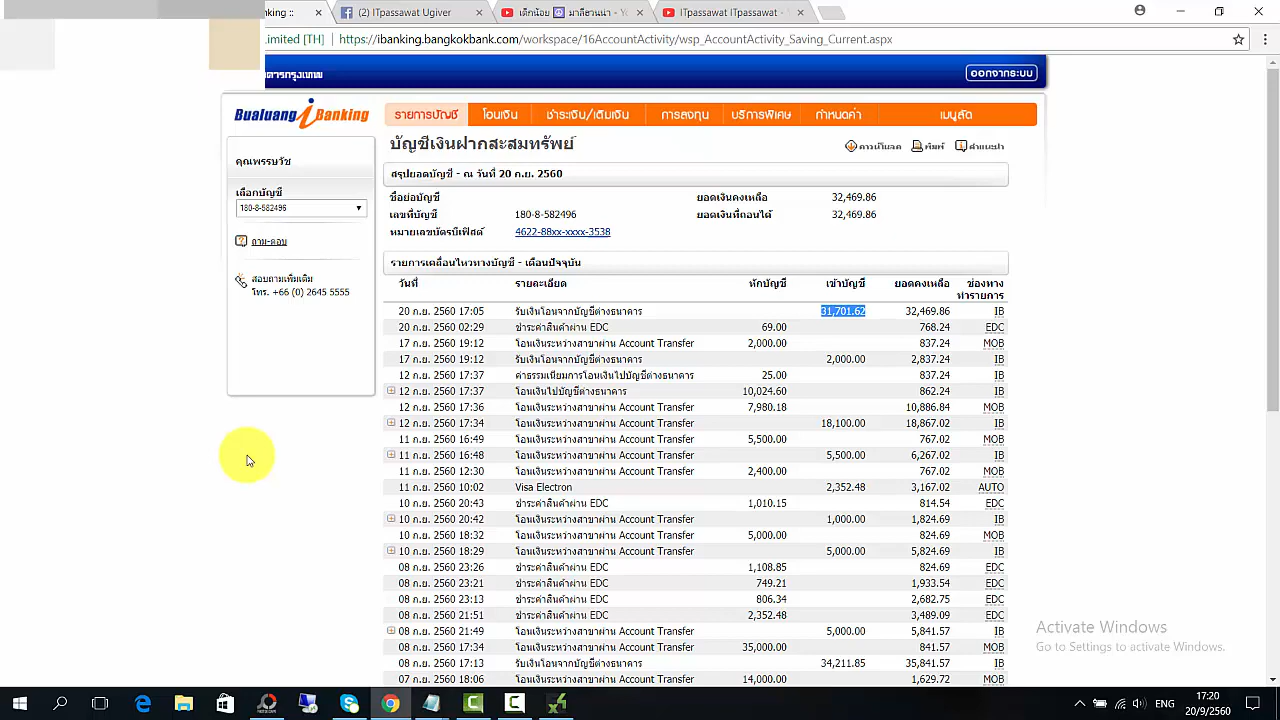 (2) ITpassawat Ugiver
เด็กน้อย
มาลีฮวนน่า - Yo
ITpassawat ITpassawat -
Limited [TH] https://ibanking.bangkokbank.com/workspace/16AccountActivity/wsp_AccountActivity_Saving_Current.aspx
ออกจากระบบ
Bualuang iBanking
รายการบัญชี โอนเงิน ชำระเงิน/เติมเงิน การลงทุน บริการพิเศษ กำหนดค่า เมนูลัด
บัญชีเงินฝากสะสมทรัพย์
ดาวน์โหลด พิมพ์ คำแนะนำ
คุณพรรษวัช
เลือกบัญชี
180-8-582496
ถาม-ตอบ
สอบถามเพิ่มเติม
โทร. +66 (0) 2645 5555
สรุปยอดบัญชี - ณ วันที่ 20 ก.ย. 2560
ชื่อย่อบัญชี ยอดเงินคงเหลือ 32,469.86
เลขที่บัญชี 180-8-582496 ยอดเงินที่ถอนได้ 32,469.86
หมายเลขบัตรบีเฟิสต์ 4622-88xx-xxxx-3538
รายการเคลื่อนไหวทางบัญชี - เดือนปัจจุบัน
วันที่ รายละเอียด หักบัญชี เข้าบัญชี ยอดคงเหลือ ช่องทาง
ทำรายการ
20 ก.ย. 2560 17:05 รับเงินโอนจากบัญชีต่างธนาคาร 31,701.62 32,469.86 IB
20 ก.ย. 2560 02:29 ชำระค่าสินค้าผ่าน EDC 69.00 768.24 EDC
17 ก.ย. 2560 19:12 โอนเงินระหว่างสาขาผ่าน Account Transfer 2,000.00 837.24 MOB
17 ก.ย. 2560 19:12 รับเงินโอนจากบัญชีต่างธนาคาร 2,000.00 2,837.24 IB
12 ก.ย. 2560 17:37 ค่าธรรมเนียมการโอนเงินไปบัญชีต่างธนาคาร 25.00 837.24 IB
12 ก.ย. 2560 17:37 โอนเงินไปบัญชีต่างธนาคาร 10,024.60 862.24 IB
12 ก.ย. 2560 17:36 โอนเงินระหว่างสาขาผ่าน Account Transfer 7,980.18 10,886.84 MOB
12 ก.ย. 2560 17:34 โอนเงินระหว่างสาขาผ่าน Account Transfer 18,100.00 18,867.02 IB
11 ก.ย. 2560 16:49 โอนเงินระหว่างสาขาผ่าน Account Transfer 5,500.00 767.02 MOB
11 ก.ย. 2560 16:48 โอนเงินระหว่างสาขาผ่าน Account Transfer 5,500.00 6,267.02 IB
11 ก.ย. 2560 12:30 โอนเงินระหว่างสาขาผ่าน Account Transfer 2,400.00 767.02 MOB
11 ก.ย. 2560 10:02 Visa Electron 2,352.48 3,167.02 AUTO
10 ก.ย. 2560 20:43 ชำระค่าสินค้าผ่าน EDC 1,010.15 814.54 EDC
10 ก.ย. 2560 20:42 โอนเงินระหว่างสาขาผ่าน Account Transfer 1,000.00 1,824.69 IB
10 ก.ย. 2560 18:32 โอนเงินระหว่างสาขาผ่าน Account Transfer 5,000.00 824.69 MOB
10 ก.ย. 2560 18:29 โอนเงินระหว่างสาขาผ่าน Account Transfer 5,000.00 5,824.69 IB
08 ก.ย. 2560 23:26 ชำระค่าสินค้าผ่าน EDC 1,108.85 824.69 EDC
08 ก.ย. 2560 23:21 ชำระค่าสินค้าผ่าน EDC 749.21 1,933.54 EDC
08 ก.ย. 2560 23:13 ชำระค่าสินค้าผ่าน EDC 806.34 2,682.75 EDC
08 ก.ย. 2560 21:51 ชำระค่าสินค้าผ่าน EDC 2,352.48 3,489.09 EDC
08 ก.ย. 2560 21:49 โอนเงินระหว่างสาขาผ่าน Account Transfer 5,000.00 5,841.57 IB
08 ก.ย. 2560 17:34 โอนเงินระหว่างสาขาผ่าน Account Transfer 35,000.00 841.57 MOB
08 ก.ย. 2560 17:13 รับเงินโอนจากบัญชีต่างธนาคาร 34,211.85 35,841.57 IB
07 ก.ย. 2560 18:06 โอนเงินระหว่างสาขาผ่าน Account Transfer 14,000.00 1,629.72 MOB
Activate Windows
Go to Settings to activate Windows.
ENG
17:20
20/9/2560